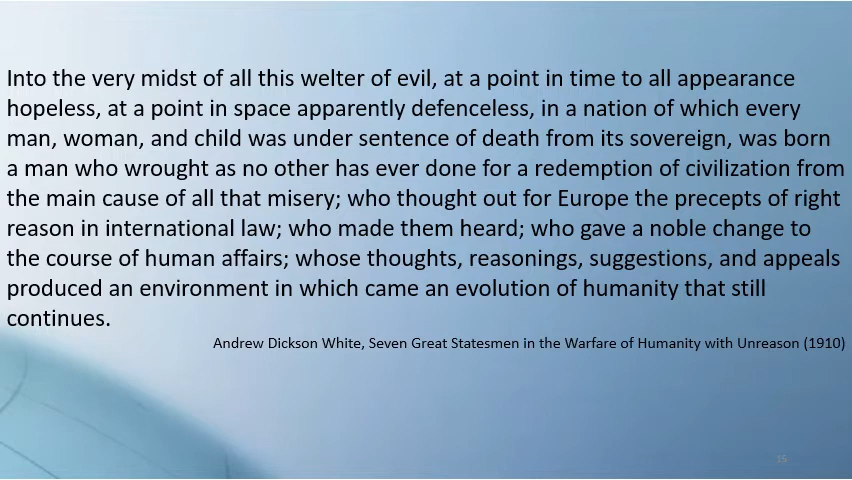 Into the very midst of all this welter of evil, at a point in time to all appearance
hopeless, at a point in space apparently defenceless, in a nation of which every
man, woman, and child was under sentence of death from its sovereign, was born
a man who wrought as no other has ever done for a redemption of civilization from
the main cause of all that misery; who thought out for Europe the precepts of right
reason in international law; who made them heard; who gave a noble change to
the course of human affairs; whose thoughts, reasonings, suggestions, and appeals
produced an environment in which came an evolution of humanity that still
continues.
Andrew Dickson White, Seven Great Statesmen in the Warfare of Humanity with Unreason (1910)
15